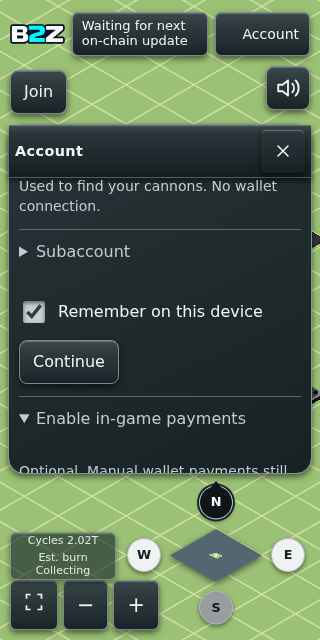 B2Z
Waiting for next
on-chain update
Account
Join
Account
Used to find your cannons. No wallet
connection.
Subaccount
Remember on this device
Continue
Enable in-game payments
Optional. Manual wallet payments still
N
Cycles 2.02T
Est. burn
Collecting
W
E
S